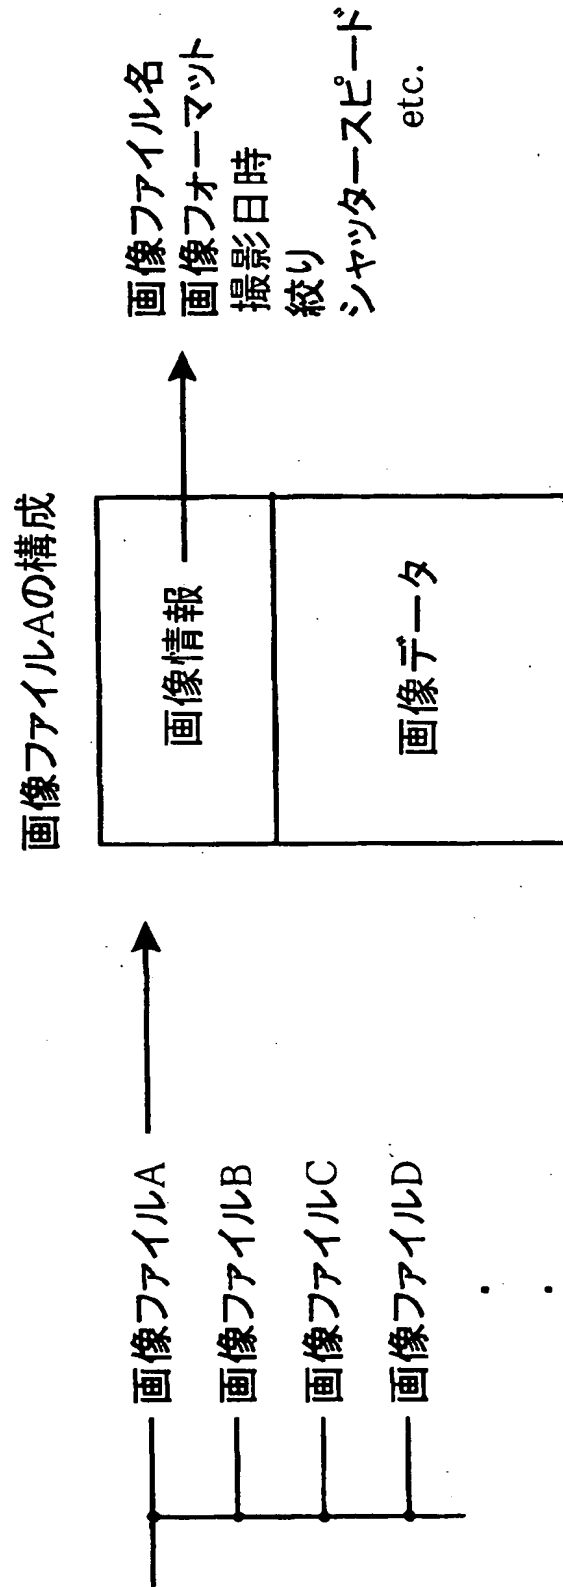 画像ファイルA
画像ファイルB
画像ファイルC
画像ファイルD
画像ファイルAの構成
画像情報
画像データ
画像ファイル名
画像フォーマット
撮影日時
絞り
シャッタースピード
etc.